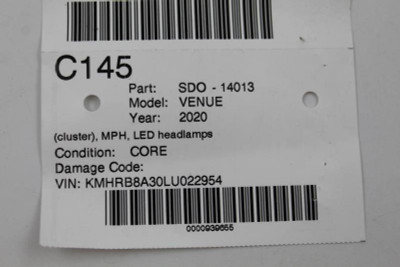 C145
Part: SDO - 14013
Model: VENUE
Year: 2020
(cluster), MPH, LED headlamps
Condition: CORE
Damage Code:
VIN: KMHRB8A30LU022954
0000939655